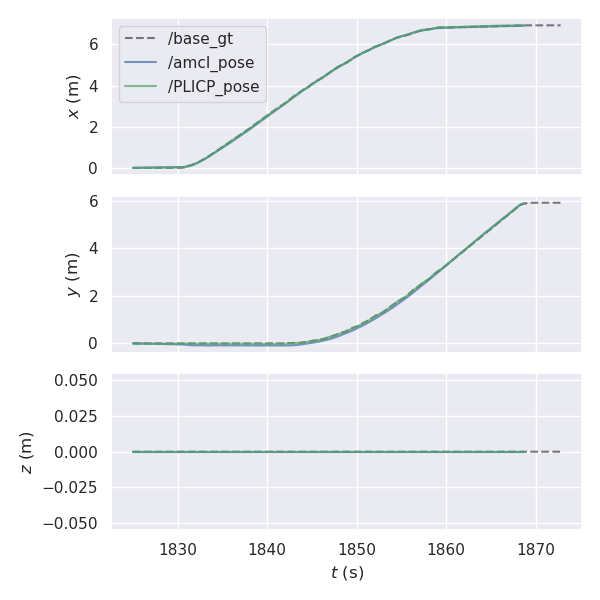 x (m)
6
4
2
0
/base_gt
/amcl_pose
/PLICP_pose
y (m)
6
4
2
0
z (m)
0.050
0.025
0.000
−0.025
−0.050
1830 1840 1850 1860 1870
t (s)